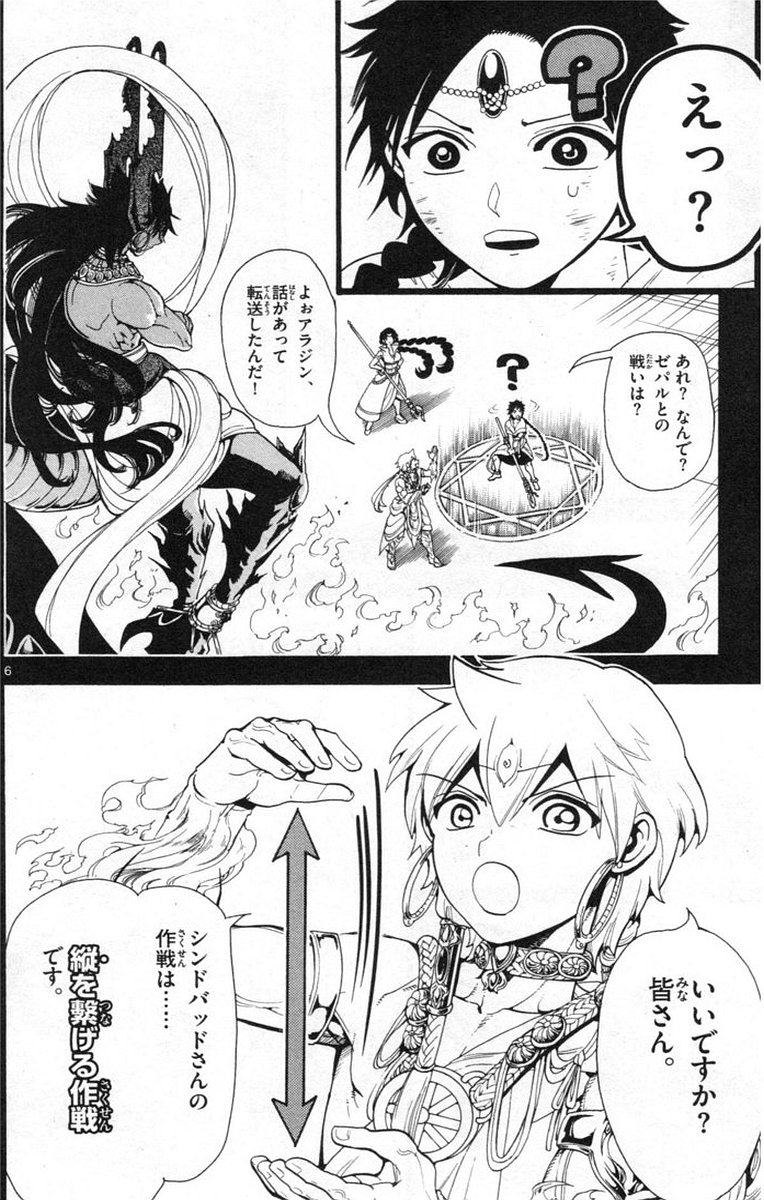 えっ?
?
あれ? なんで?
ゼパルとの
戦いは?
?
よぉアラジン、
話があって
転送したんだ!
6
いいですか?
皆さん。
シンドバッドさんの
作戦は……
縦を繋げる作戦
です。